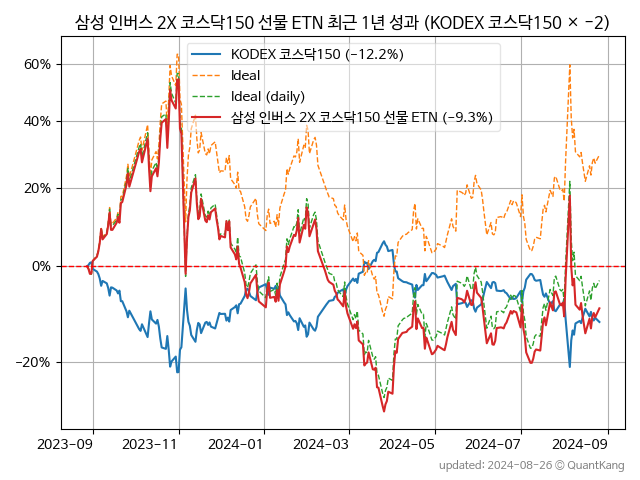 삼성 인버스 2X 코스닥150 선물 ETN 최근 1년 성과 (KODEX 코스닥150 × −2)
KODEX 코스닥150 (−12.2%)
Ideal
Ideal (daily)
삼성 인버스 2X 코스닥150 선물 ETN (−9.3%)
60%
40%
20%
0%
−20%
2023-09 2023-11 2024-01 2024-03 2024-05 2024-07 2024-09
updated: 2024-08-26 © QuantKang